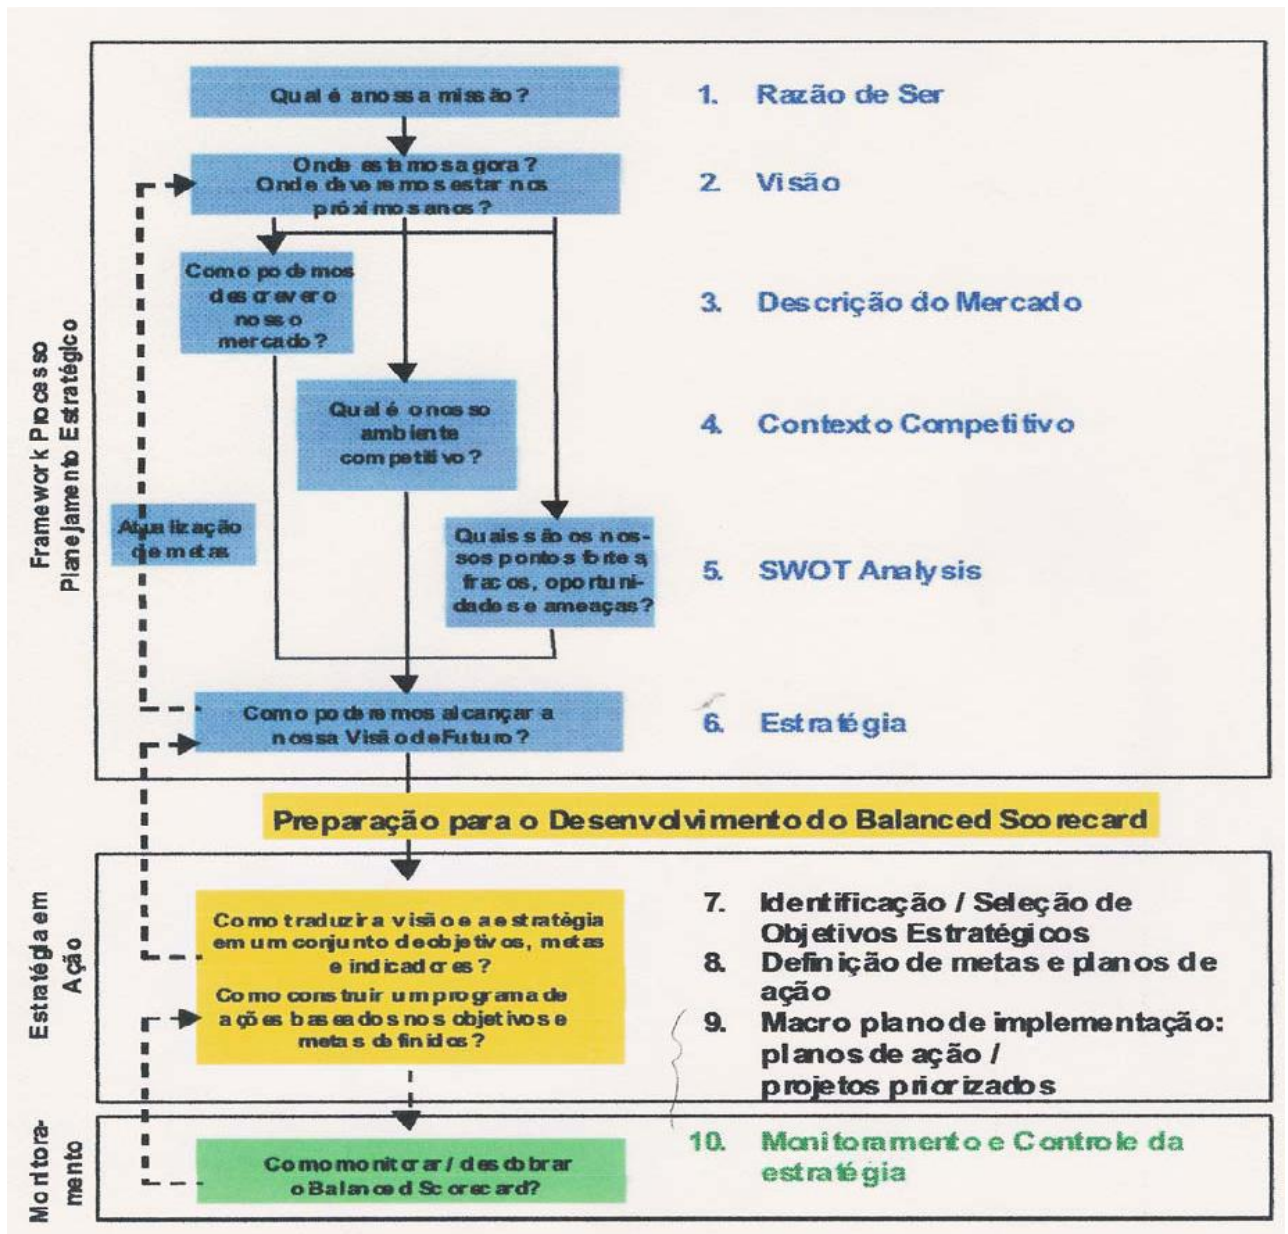 Framework Processo
Planejamento Estratégico
Qual é a nossa missão?
1. Razão de Ser
Onde estamos agora?
Onde deveremos estar nos
próximos anos?
2. Visão
Como podemos
descrever o
nosso
mercado?
3. Descrição do Mercado
Qual é o nosso
ambiente
competitivo?
4. Contexto Competitivo
Atualização
de metas
Quais são os nos-
sos pontos fortes,
fracos, oportuni-
dades e ameaças?
5. SWOT Analysis
Como poderemos alcançar a
nossa Visão de Futuro?
6. Estratégia
Preparação para o Desenvolvimento do Balanced Scorecard
Estratégia em
Ação
Como traduzir a visão e a estratégia
em um conjunto de objetivos, metas
e indicadores?
Como construir um programa de
ações baseados nos objetivos e
metas definidos?
7. Identificação / Seleção de
Objetivos Estratégicos
8. Definição de metas e planos de
ação
9. Macro plano de implementação:
planos de ação /
projetos priorizados
Monitora-
mento
Como monitorar / desdobrar
o Balanced Scorecard?
10. Monitoramento e Controle da
estratégia